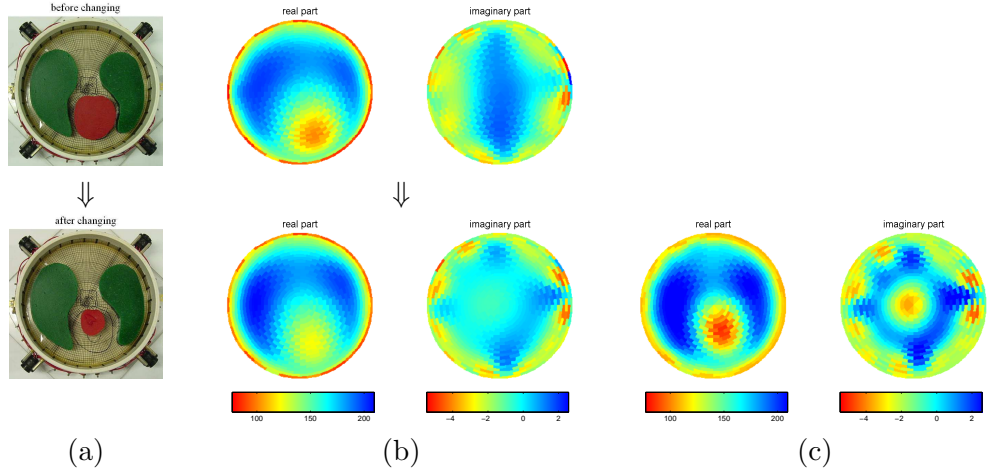 before changing
real part
imaginary part
⇓
⇓
after changing
real part
imaginary part
real part
imaginary part
100 150 200
−4 −2 0 2
100 150 200
−4 −2 0 2
(a)
(b)
(c)